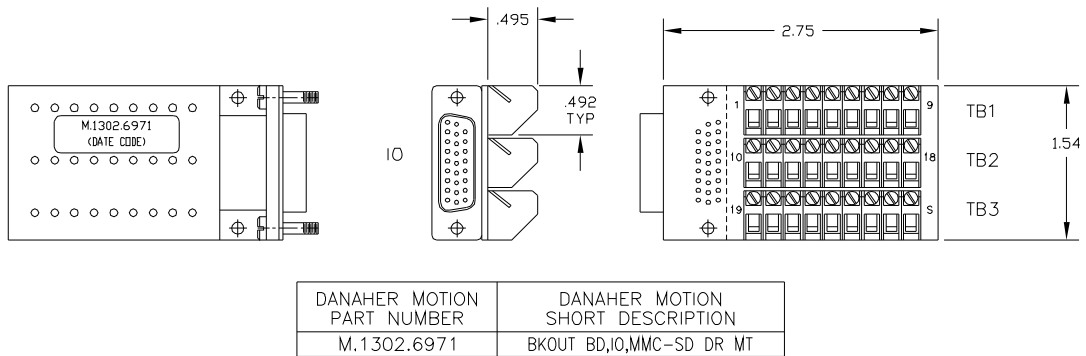 .495
2.75
.492
TYP
M.1302.6971
(DATE CODE)
IO
1
9
TB1
10
18
TB2
19
S
TB3
1.54
DANAHER MOTION
PART NUMBER
DANAHER MOTION
SHORT DESCRIPTION
M.1302.6971
BKOUT BD,IO,MMC-SD DR MT